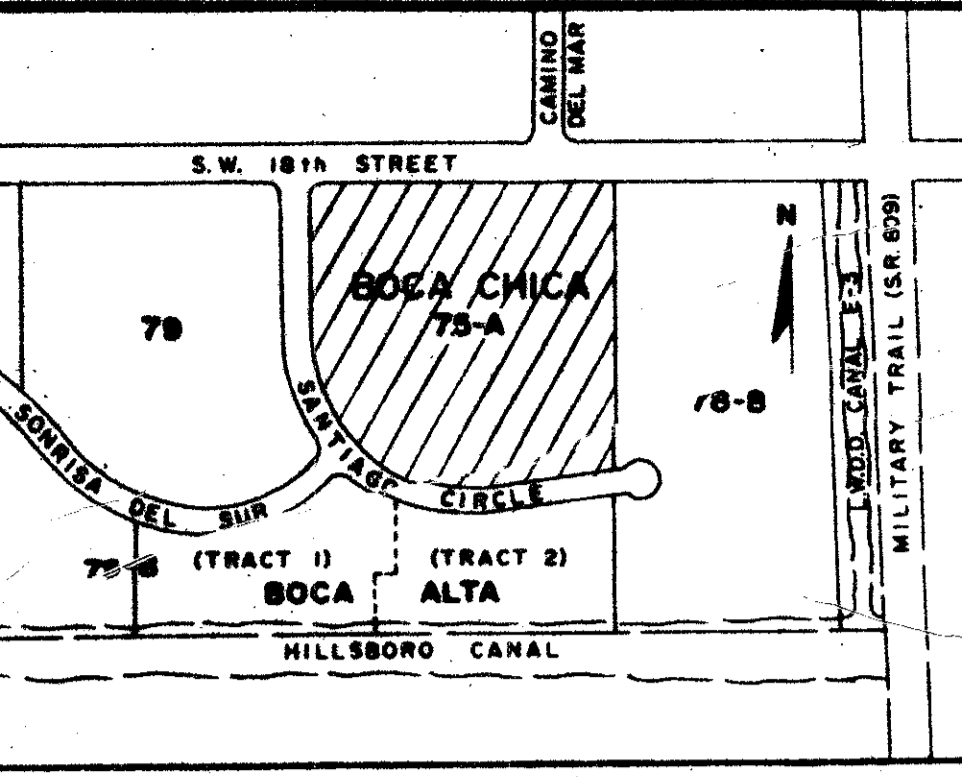 CAMINO
DEL MAR
S.W. 18th STREET
N
BOCA CHICA
75-A
79
L.W.D.D. CANAL E-3
MILITARY TRAIL (S.R. 809)
SANTIAGO CIRCLE
SONRISA DEL SUR
(TRACT 1) (TRACT 2)
BOCA ALTA
HILLSBORO CANAL